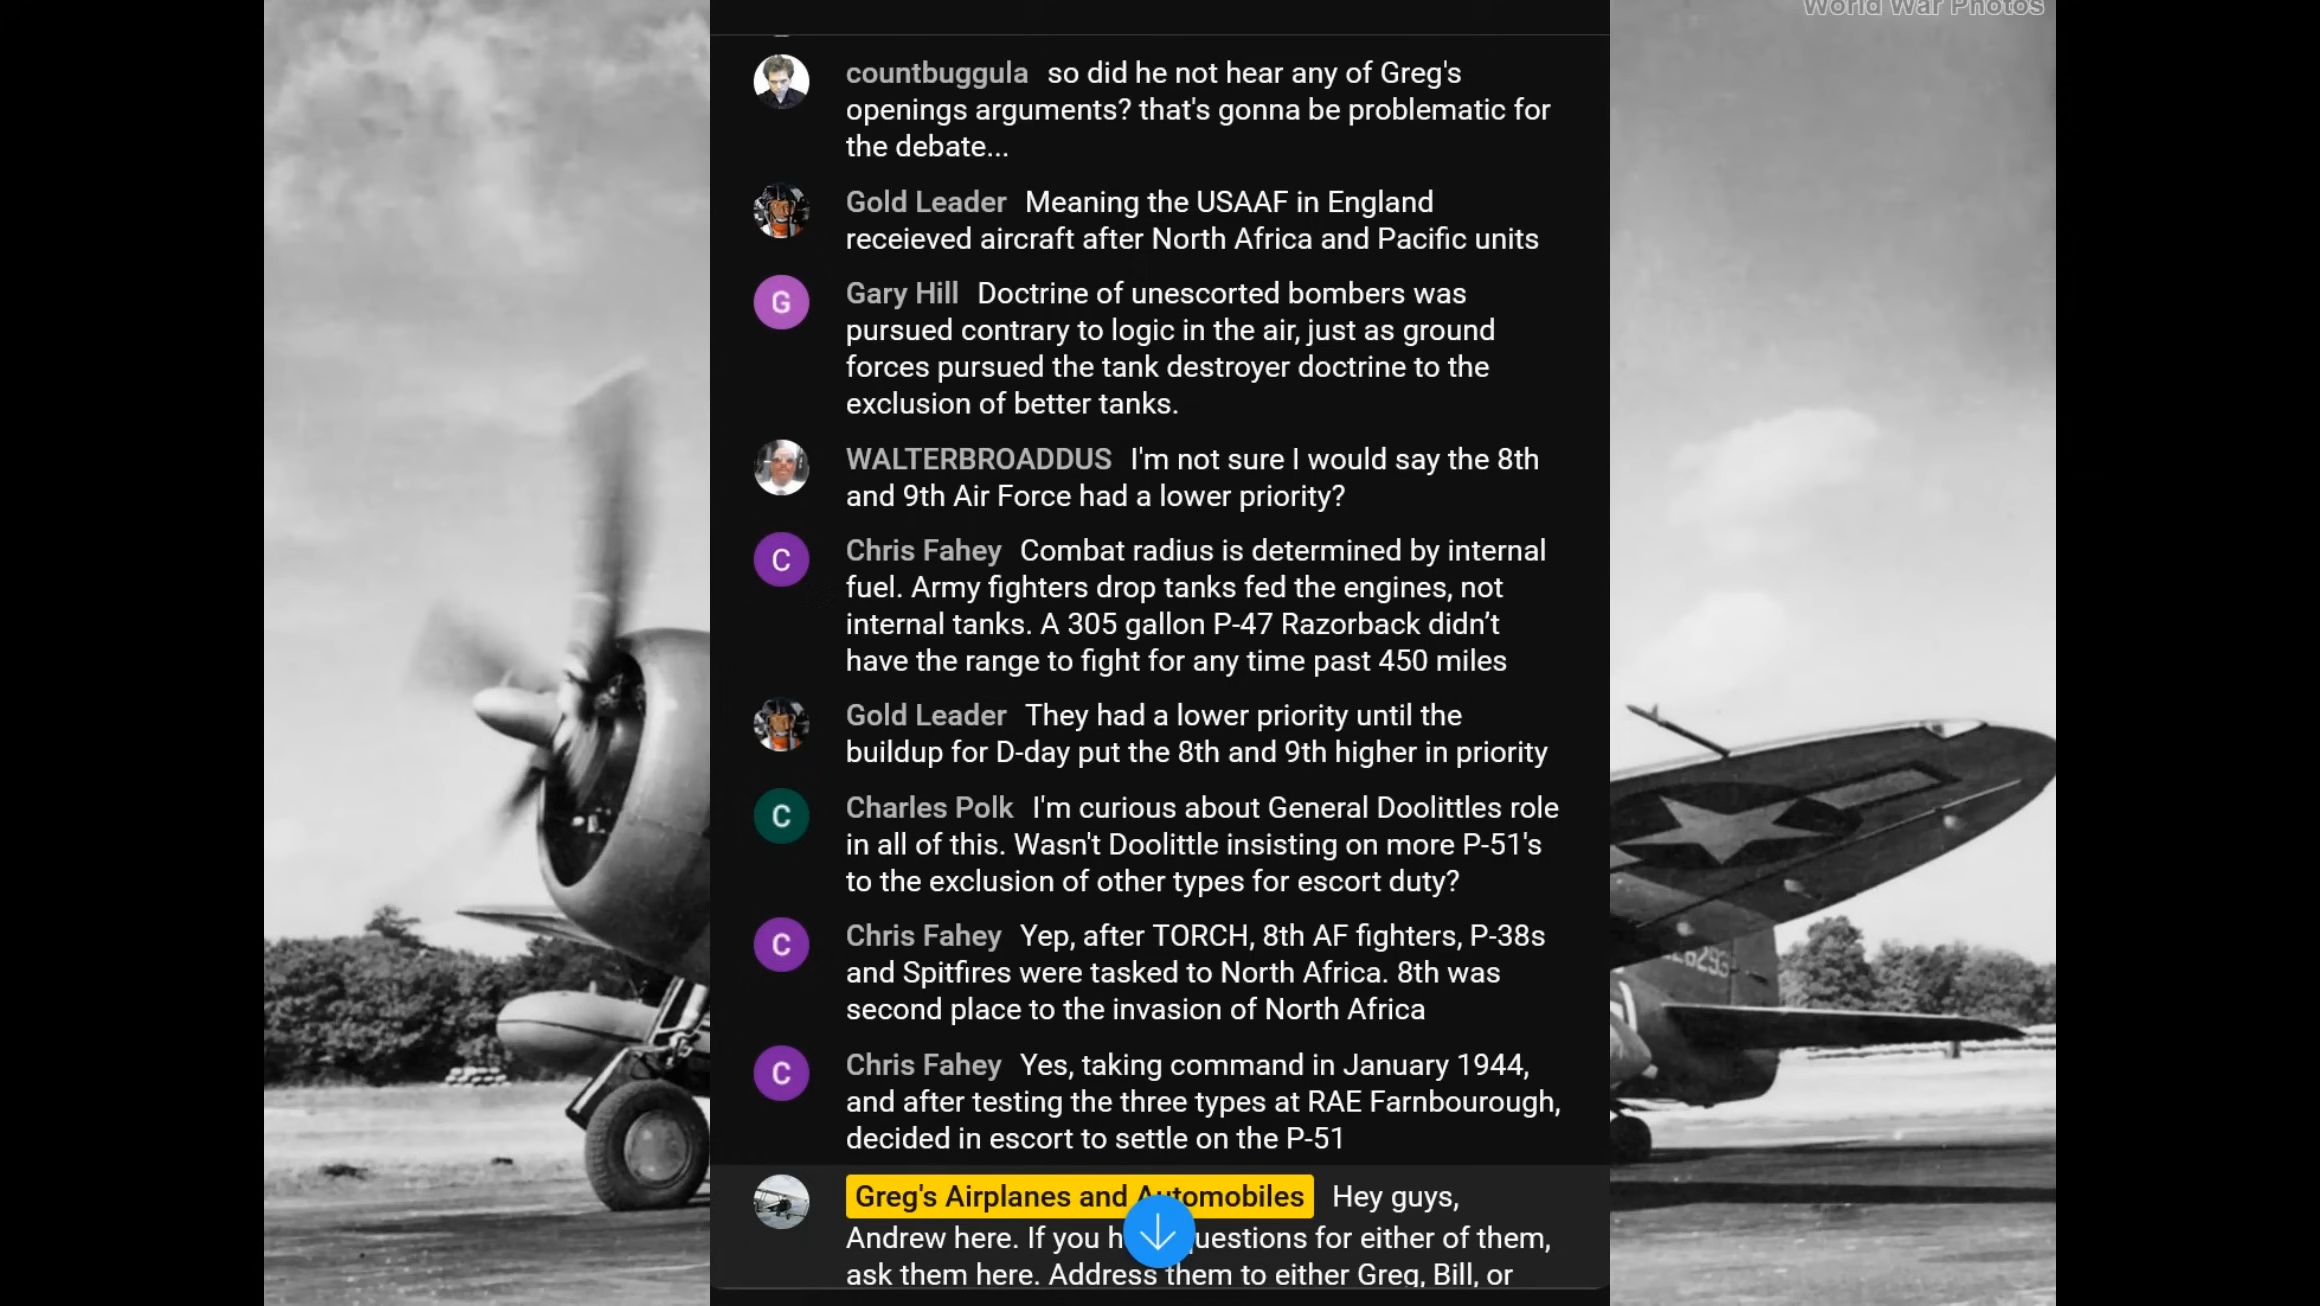 World War Photos
countbuggula so did he not hear any of Greg's
openings arguments? that's gonna be problematic for
the debate...
Gold Leader Meaning the USAAF in England
receieved aircraft after North Africa and Pacific units
G
Gary Hill Doctrine of unescorted bombers was
pursued contrary to logic in the air, just as ground
forces pursued the tank destroyer doctrine to the
exclusion of better tanks.
WALTERBROADDUS I'm not sure I would say the 8th
and 9th Air Force had a lower priority?
C
Chris Fahey Combat radius is determined by internal
fuel. Army fighters drop tanks fed the engines, not
internal tanks. A 305 gallon P-47 Razorback didn’t
have the range to fight for any time past 450 miles
Gold Leader They had a lower priority until the
buildup for D-day put the 8th and 9th higher in priority
C
Charles Polk I'm curious about General Doolittles role
in all of this. Wasn't Doolittle insisting on more P-51's
to the exclusion of other types for escort duty?
C
Chris Fahey Yep, after TORCH, 8th AF fighters, P-38s
and Spitfires were tasked to North Africa. 8th was
second place to the invasion of North Africa
C
Chris Fahey Yes, taking command in January 1944,
and after testing the three types at RAE Farnbourough,
decided in escort to settle on the P-51
Greg's Airplanes and Automobiles Hey guys,
Andrew here. If you questions for either of them,
ask them here. Address them to either Greg, Bill, or